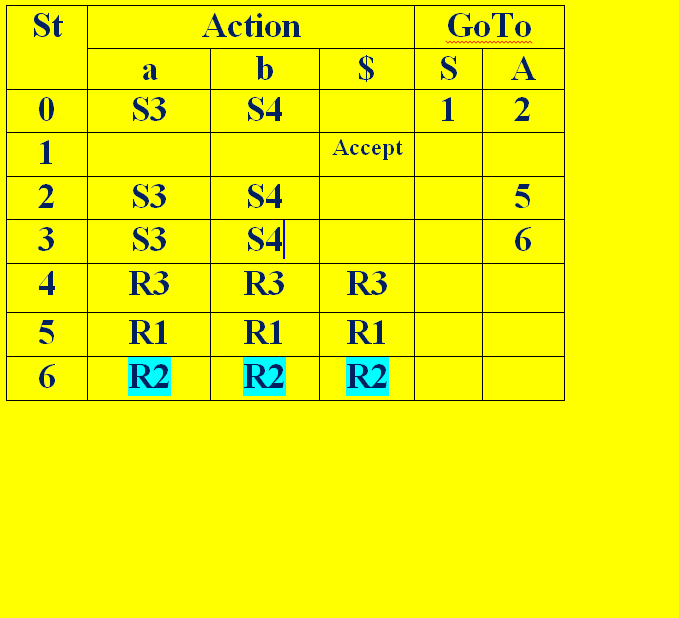 St Action GoTo
a b $ S A
0 S3 S4 1 2
1 Accept
2 S3 S4 5
3 S3 S4 6
4 R3 R3 R3
5 R1 R1 R1
6 R2 R2 R2